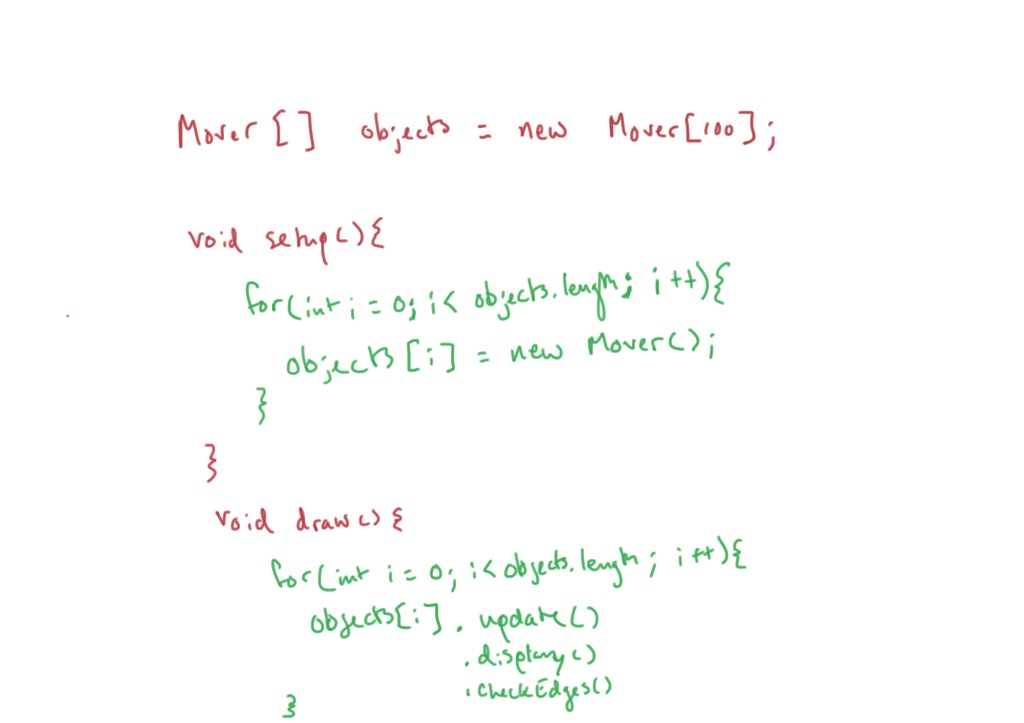 Mover [ ] objects = new Mover[100];
void setup(){
for(int i = 0; i < objects.length; i ++){
objects [i] = new Mover();
}
}
void draw() {
for(int i = 0; i < objects.length; i ++){
objects[i]. update()
.display()
.checkEdges()
}